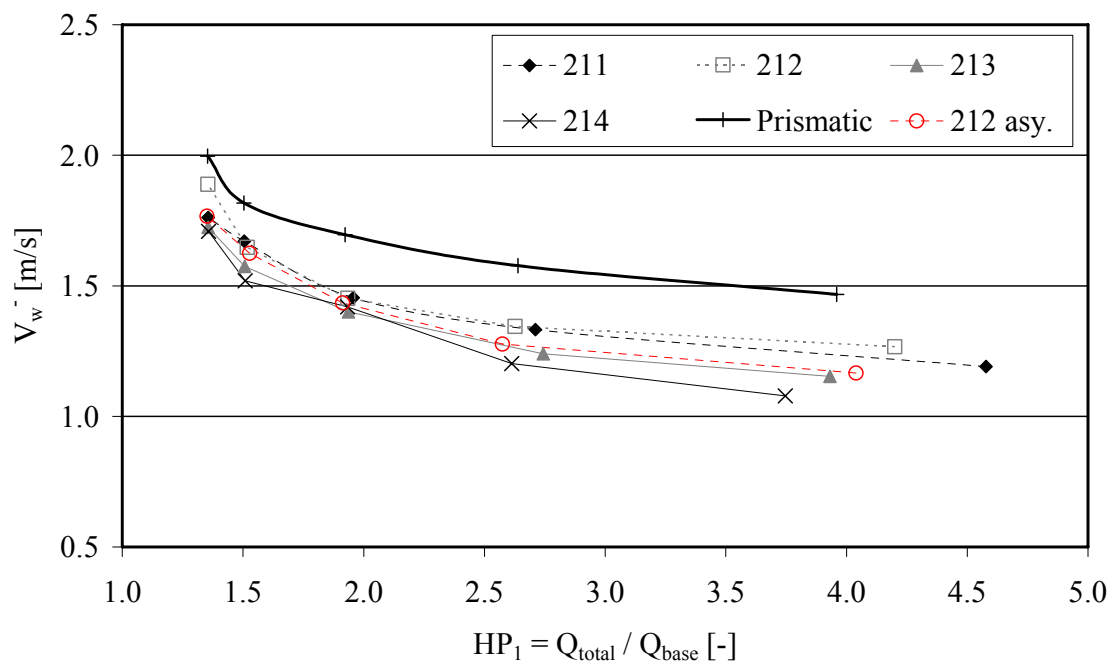 2.5
211 212 213
214 Prismatic 212 asy.
2.0
V_w^- [m/s]
1.5
1.0
0.5
1.0 1.5 2.0 2.5 3.0 3.5 4.0 4.5 5.0
HP_1 = Q_total / Q_base [-]